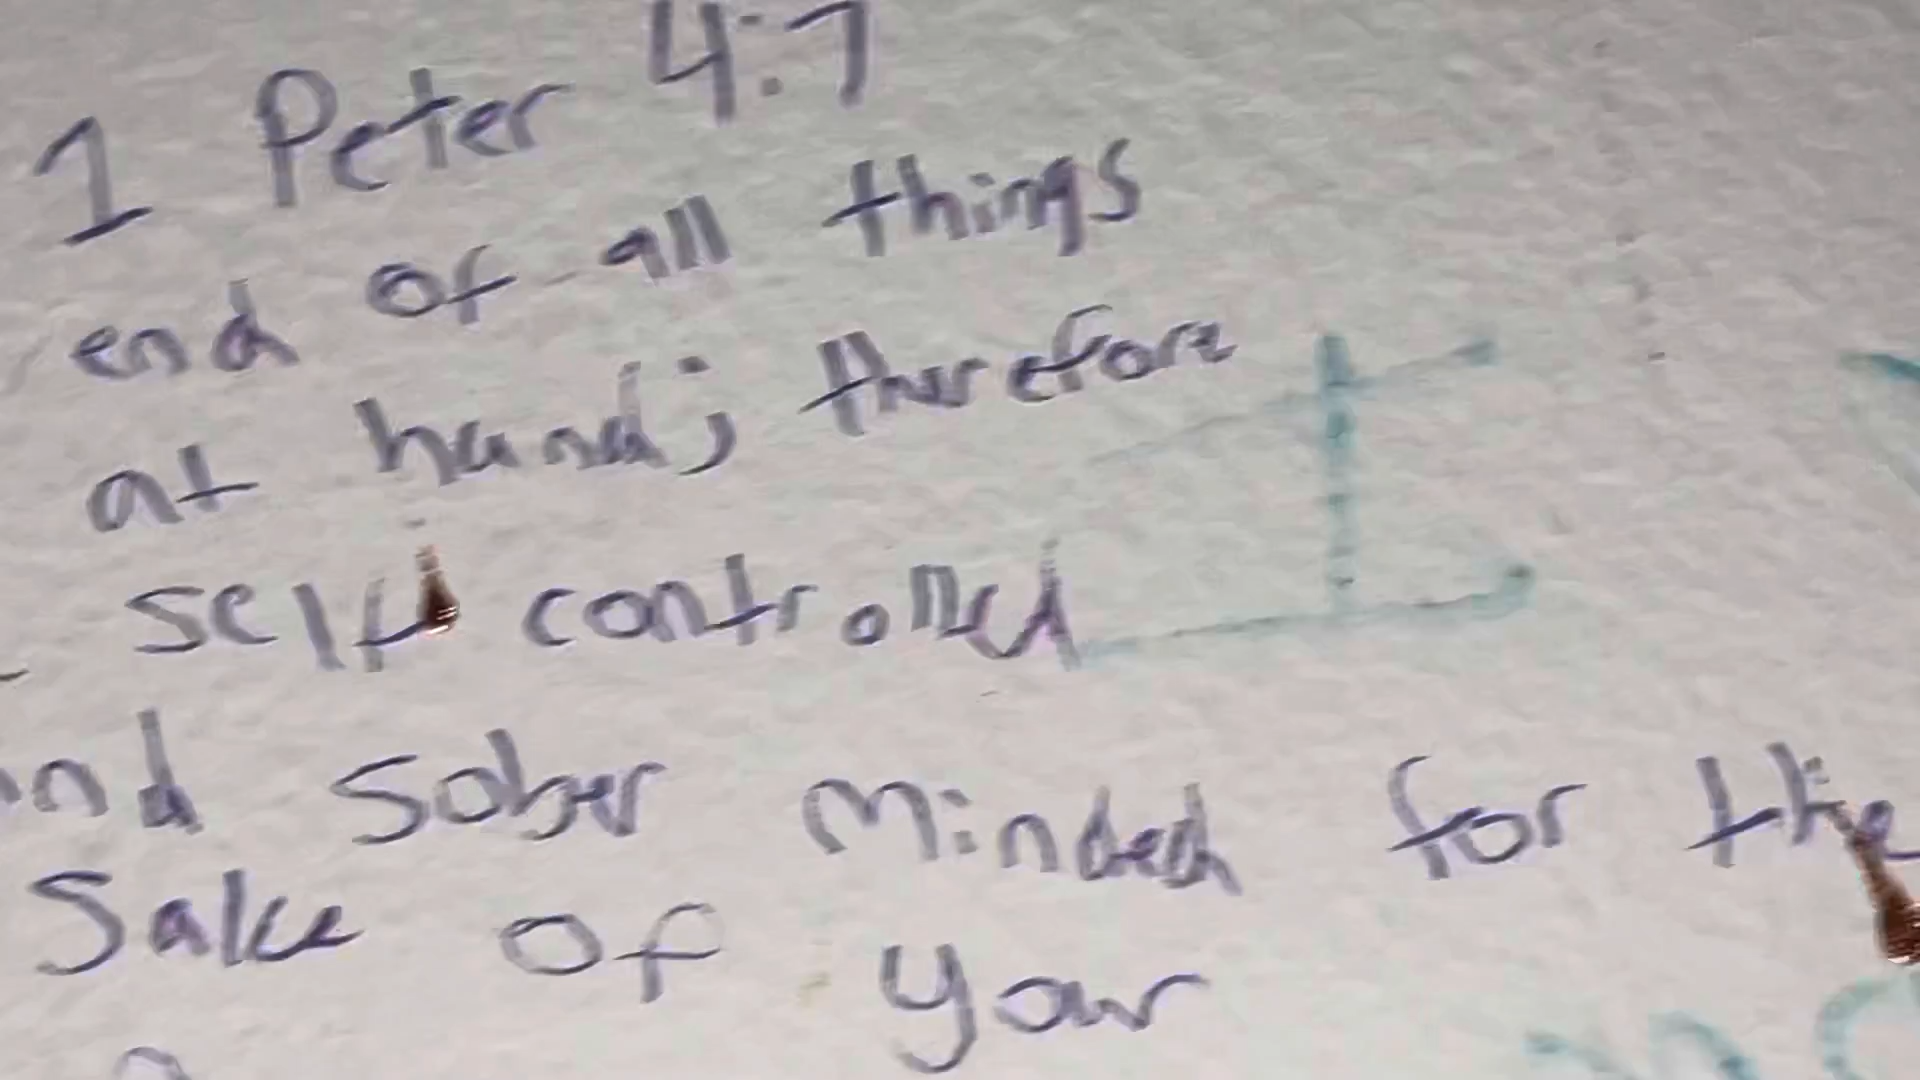 1 Peter 4:7
end of all things
at hand; therefore
self controlled
and sober minded for the
sake of your